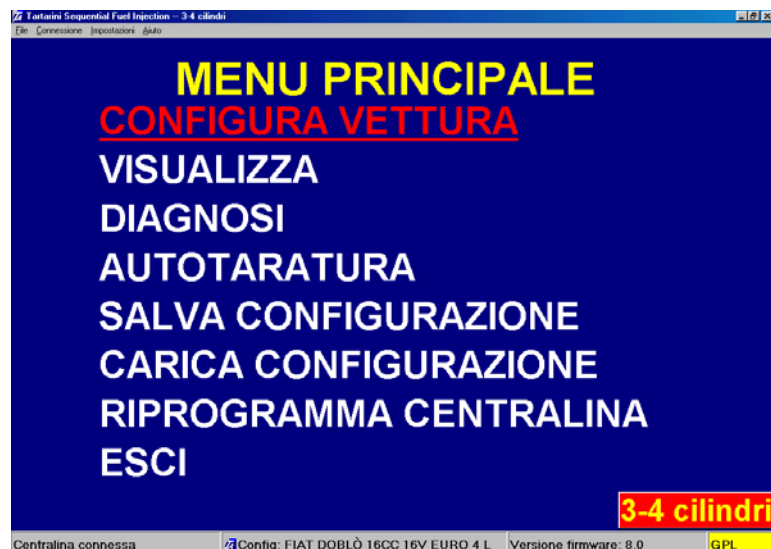 Tartarini Sequential Fuel Injection -- 3-4 cilindri
File Connessione Impostazioni Aiuto
MENU PRINCIPALE
CONFIGURA VETTURA
VISUALIZZA
DIAGNOSI
AUTOTARATURA
SALVA CONFIGURAZIONE
CARICA CONFIGURAZIONE
RIPROGRAMMA CENTRALINA
ESCI
3-4 cilindri
Centralina connessa Config: FIAT DOBLÒ 16CC 16V EURO 4 L Versione firmware: 8.0 GPL